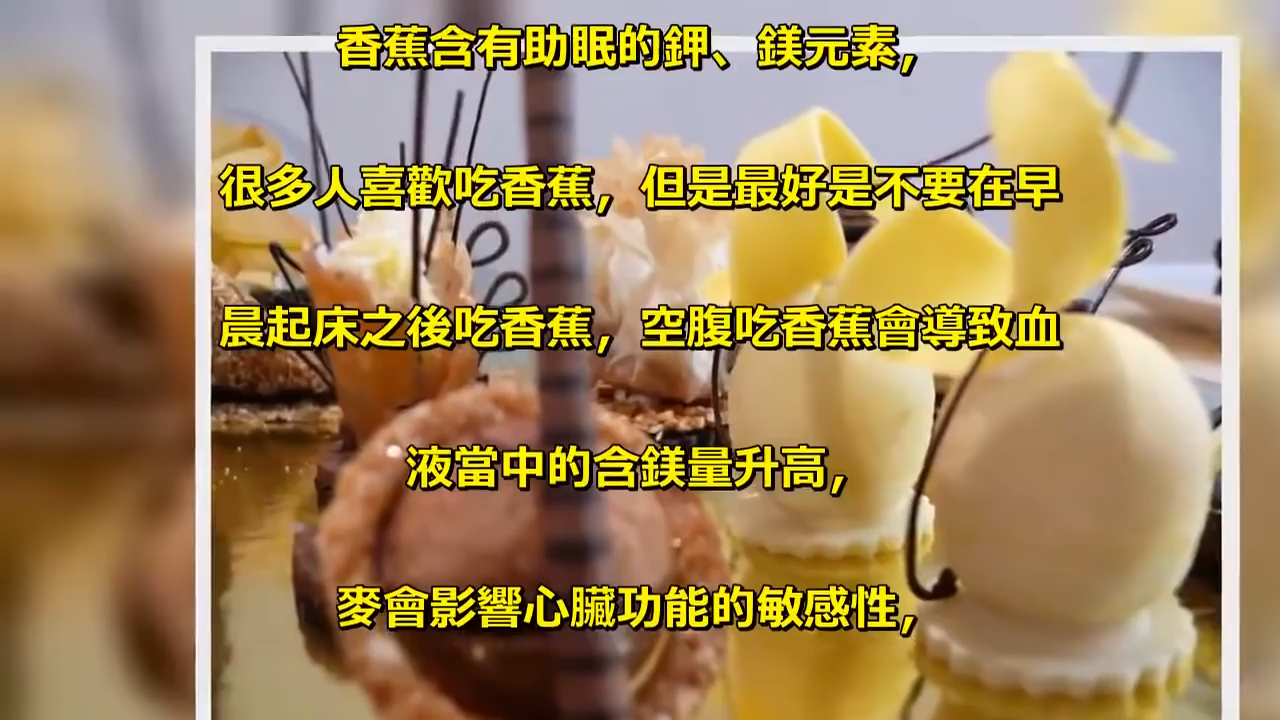 香蕉含有助眠的鉀、鎂元素，
很多人喜歡吃香蕉，但是最好是不要在早
晨起床之後吃香蕉，空腹吃香蕉會導致血
液當中的含鎂量升高，
麥會影響心臟功能的敏感性，